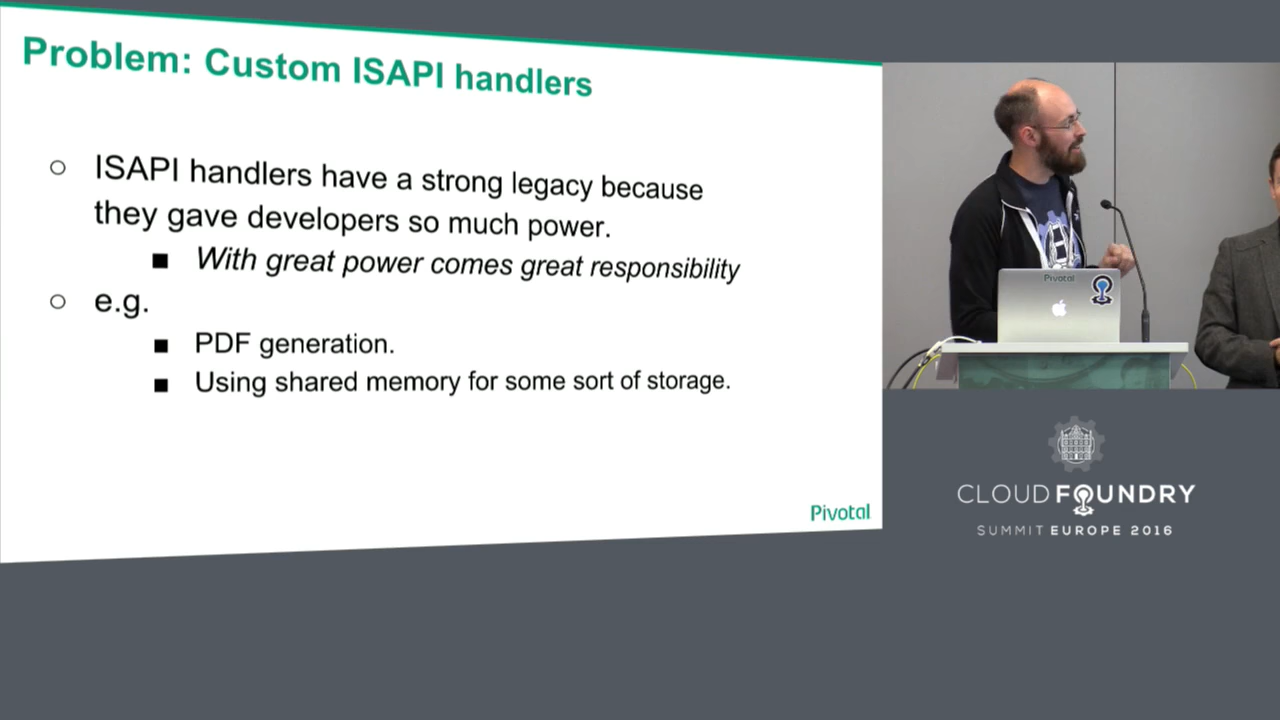 Problem: Custom ISAPI handlers
○ ISAPI handlers have a strong legacy because
they gave developers so much power.
■ With great power comes great responsibility
○ e.g.
■ PDF generation.
■ Using shared memory for some sort of storage.
Pivotal
Pivotal
CLOUD FOUNDRY
SUMMIT EUROPE 2016